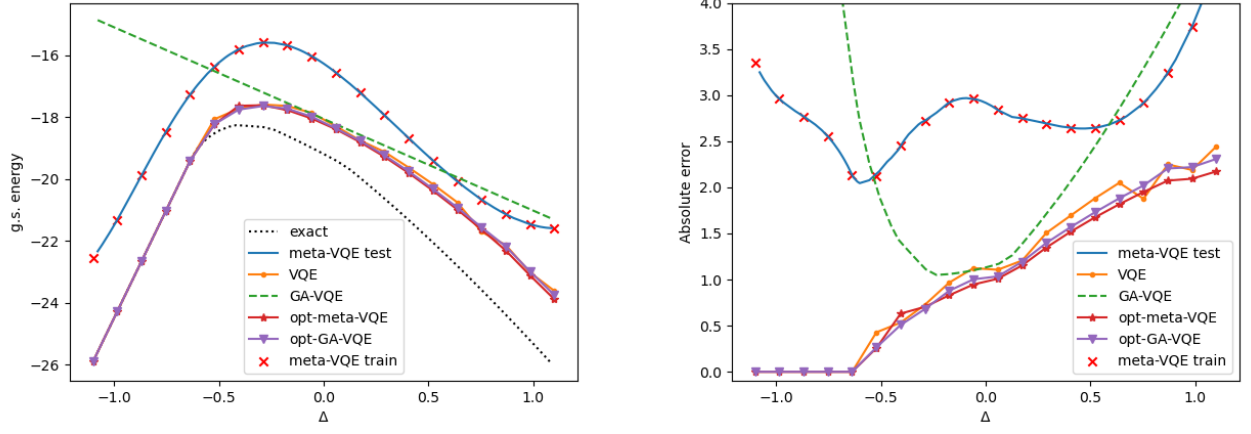 g.s. energy
−16
−18
−20
−22
−24
−26
−1.0
−0.5
0.0
0.5
1.0
Δ
exact
meta-VQE test
VQE
GA-VQE
opt-meta-VQE
opt-GA-VQE
meta-VQE train
Absolute error
4.0
3.5
3.0
2.5
2.0
1.5
1.0
0.5
0.0
−1.0
−0.5
0.0
0.5
1.0
Δ
meta-VQE test
VQE
GA-VQE
opt-meta-VQE
opt-GA-VQE
meta-VQE train